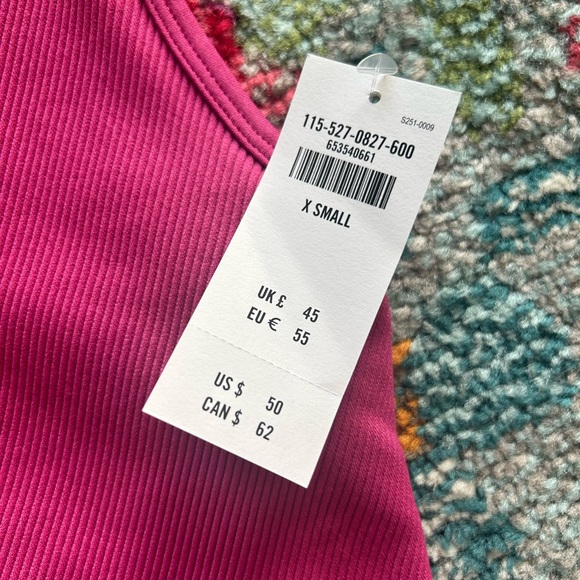 S251-0009
115-527-0827-600
653540661
X SMALL
UK £ 45
EU € 55
US $ 50
CAN $ 62